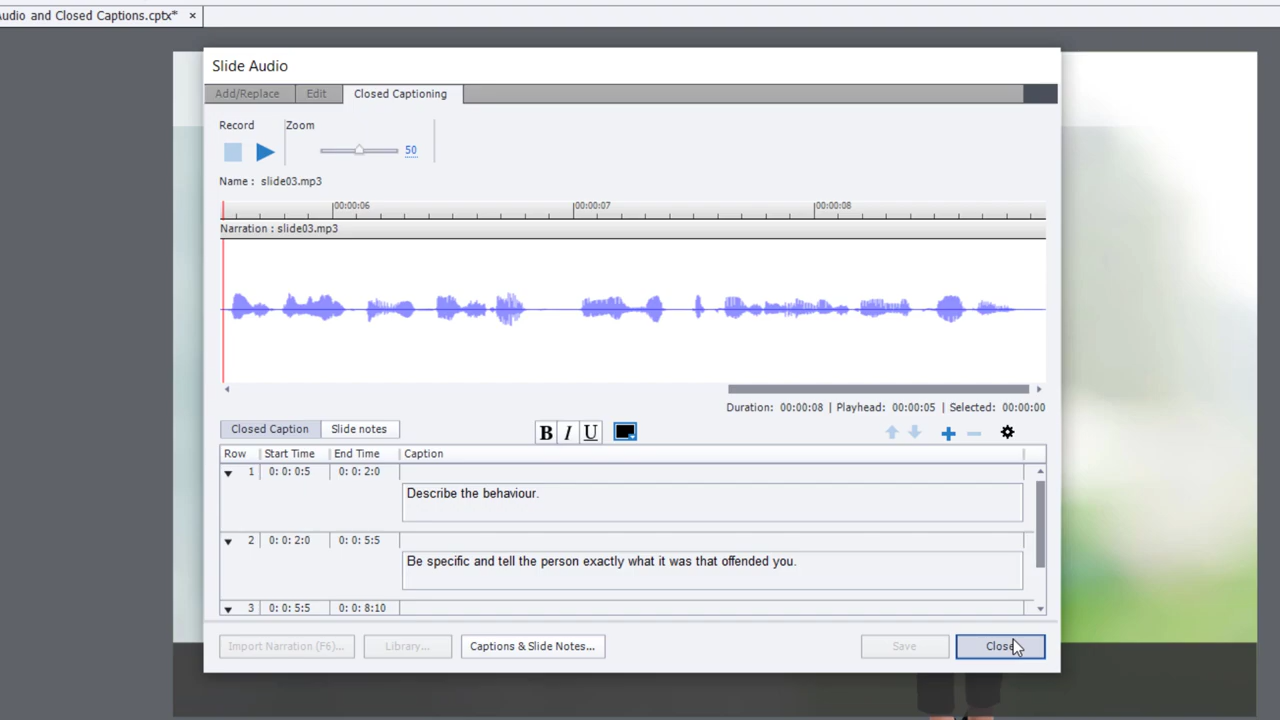 Audio and Closed Captions.cptx* ×
Slide Audio
Add/Replace Edit Closed Captioning
Record Zoom
50
Name : slide03.mp3
00:00:06 00:00:07 00:00:08
Narration : slide03.mp3
Duration: 00:00:08 | Playhead: 00:00:05 | Selected: 00:00:00
Closed Caption Slide notes B I U
Row Start Time End Time Caption
1 0: 0: 0:5 0: 0: 2:0
Describe the behaviour.
2 0: 0: 2:0 0: 0: 5:5
Be specific and tell the person exactly what it was that offended you.
3 0: 0: 5:5 0: 0: 8:10
Import Narration (F6)... Library... Captions & Slide Notes... Save Close